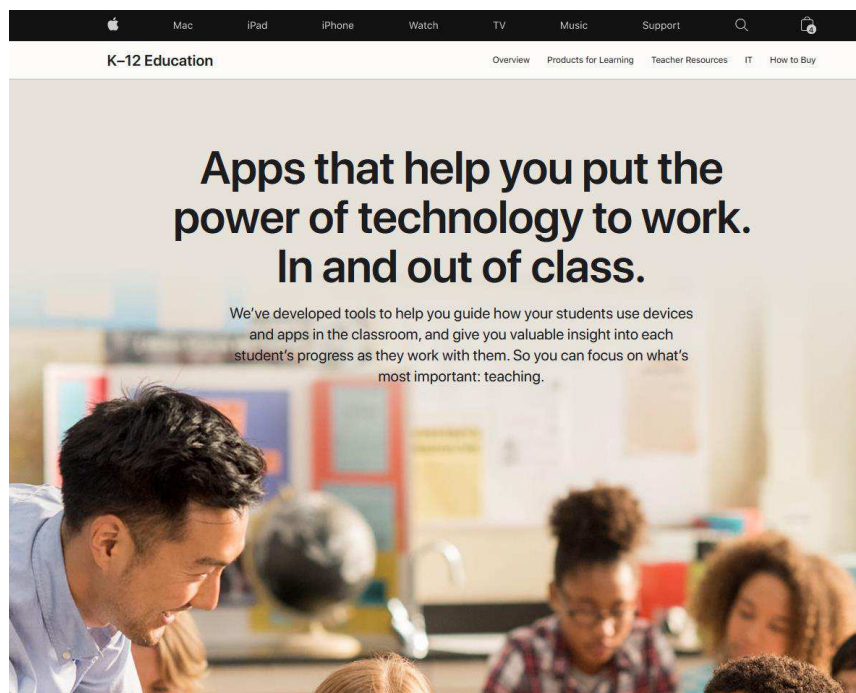 Mac iPad iPhone Watch TV Music Support 4
K–12 Education Overview Products for Learning Teacher Resources IT How to Buy
Apps that help you put the
power of technology to work.
In and out of class.
We’ve developed tools to help you guide how your students use devices
and apps in the classroom, and give you valuable insight into each
student’s progress as they work with them. So you can focus on what’s
most important: teaching.